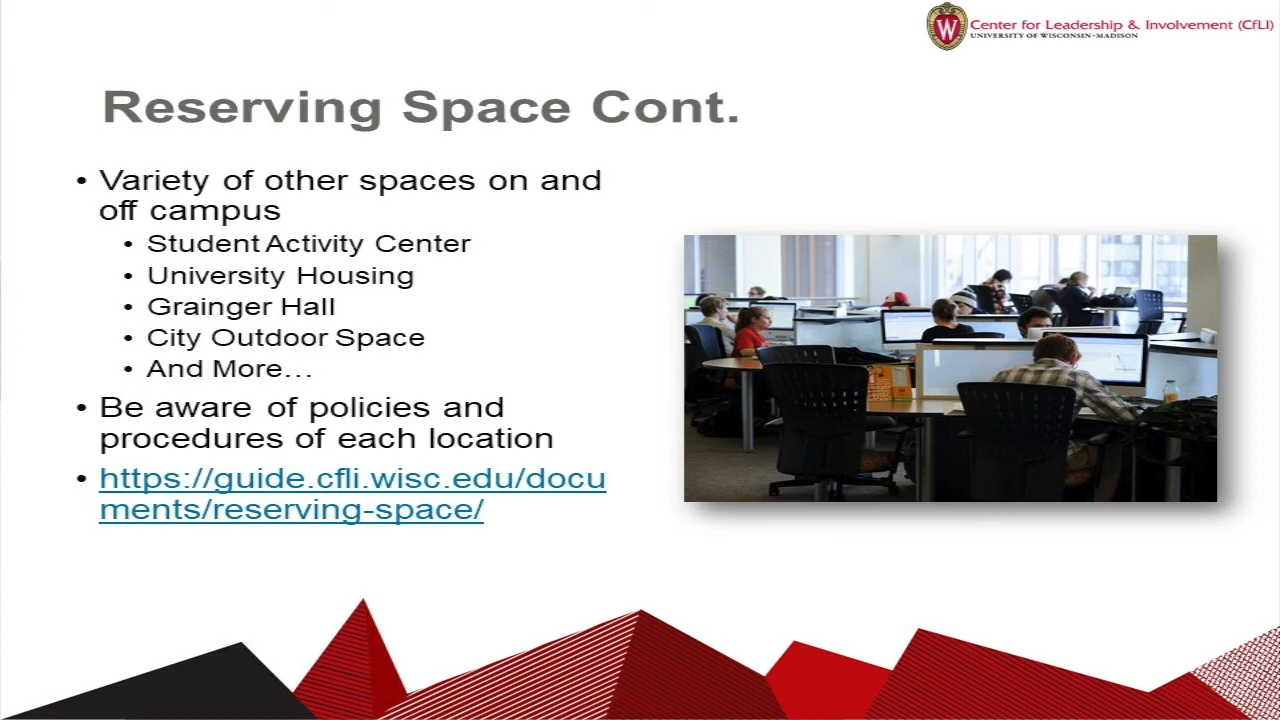 Center for Leadership & Involvement (CfLI)
UNIVERSITY OF WISCONSIN–MADISON
Reserving Space Cont.
• Variety of other spaces on and
off campus
• Student Activity Center
• University Housing
• Grainger Hall
• City Outdoor Space
• And More…
• Be aware of policies and
procedures of each location
• https://guide.cfli.wisc.edu/docu
ments/reserving-space/